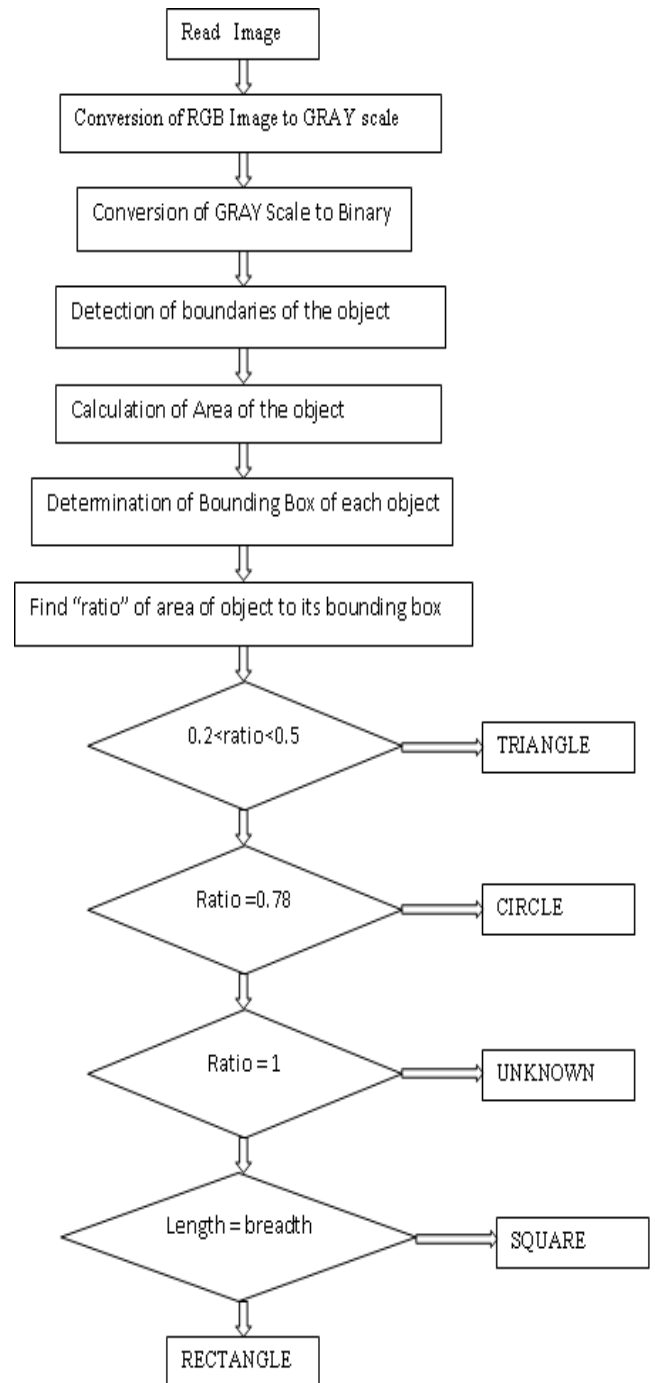 Read Image
Conversion of RGB Image to GRAY scale
Conversion of GRAY Scale to Binary
Detection of boundaries of the object
Calculation of Area of the object
Determination of Bounding Box of each object
Find “ratio” of area of object to its bounding box
0.2<ratio<0.5
TRIANGLE
Ratio =0.78
CIRCLE
Ratio = 1
UNKNOWN
Length = breadth
SQUARE
RECTANGLE